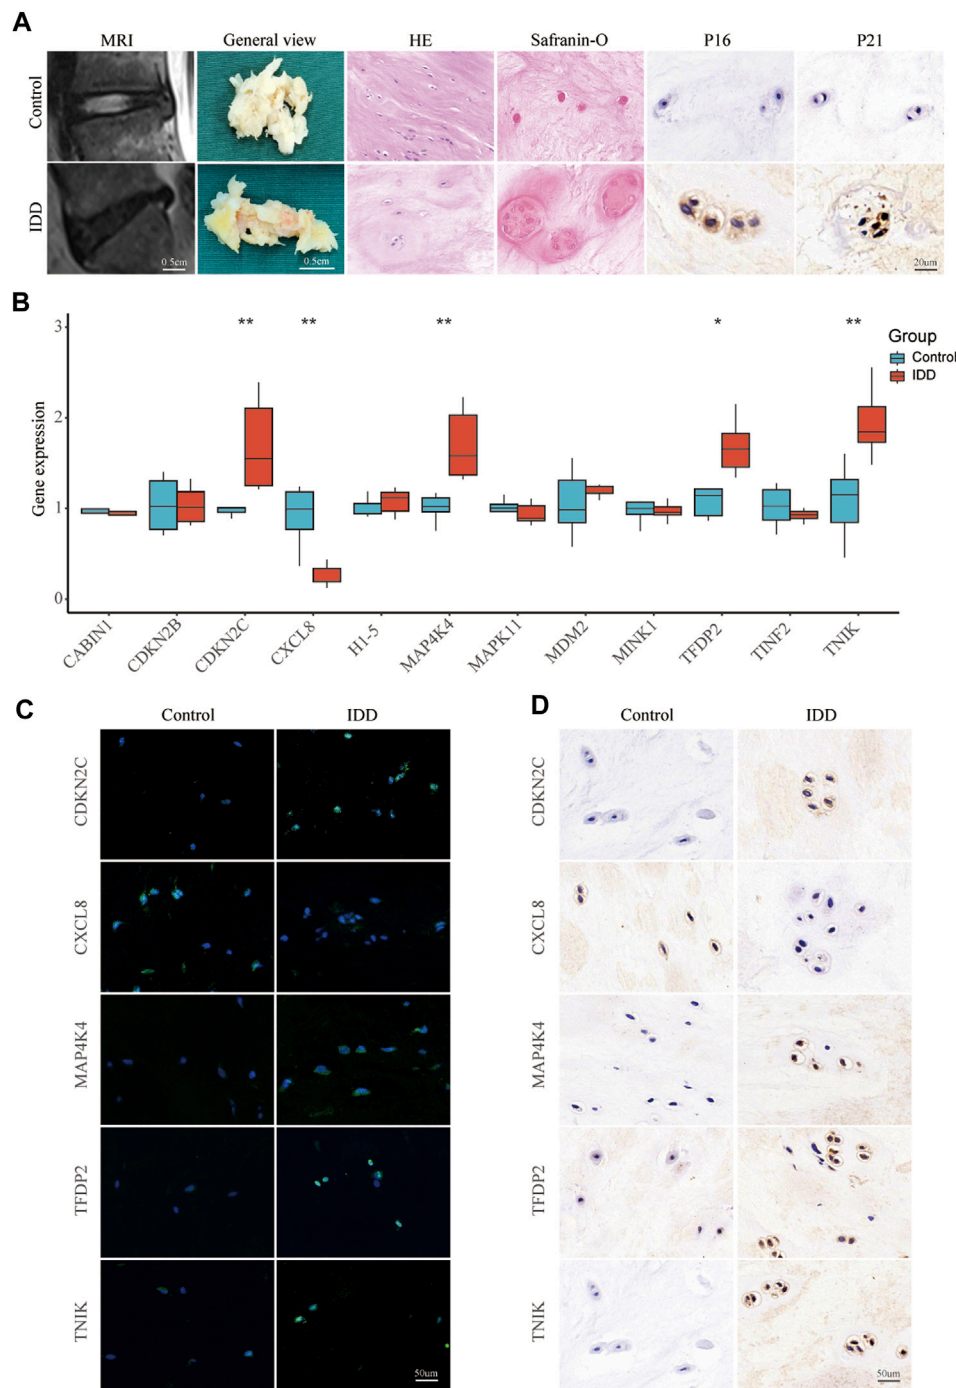 A
MRI General view HE Safranin-O P16 P21
Control
IDD
0.5cm 0.5cm 20um
B
** ** ** * **
Group
Control
IDD
Gene expression
3
2
1
0
CABIN1 CDKN2B CDKN2C CXCL8 H1-5 MAP4K4 MAPK11 MDM2 MINK1 TFDP2 TINF2 TNIK
C
Control IDD
CDKN2C
CXCL8
MAP4K4
TFDP2
TNIK
50um
D
Control IDD
CDKN2C
CXCL8
MAP4K4
TFDP2
TNIK
50um